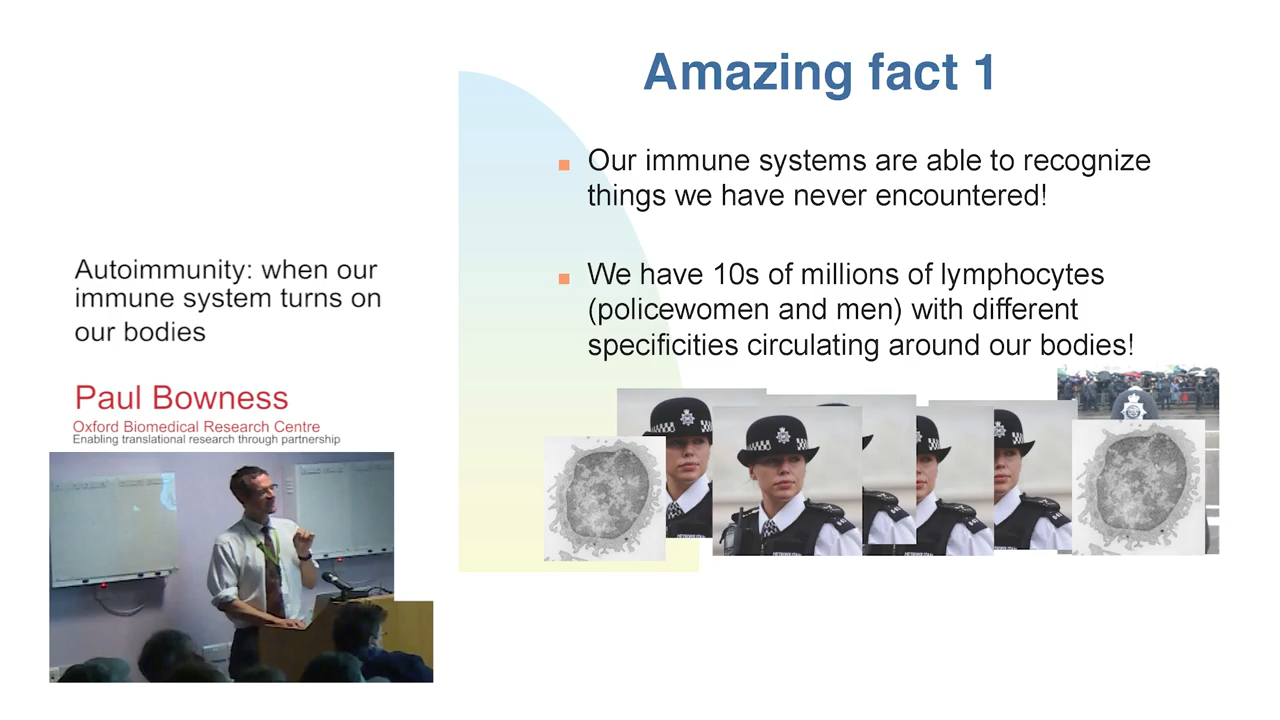 Amazing fact 1
Our immune systems are able to recognize
things we have never encountered!
We have 10s of millions of lymphocytes
(policewomen and men) with different
specificities circulating around our bodies!
Autoimmunity: when our
immune system turns on
our bodies
Paul Bowness
Oxford Biomedical Research Centre
Enabling translational research through partnership
METROPOLITAN